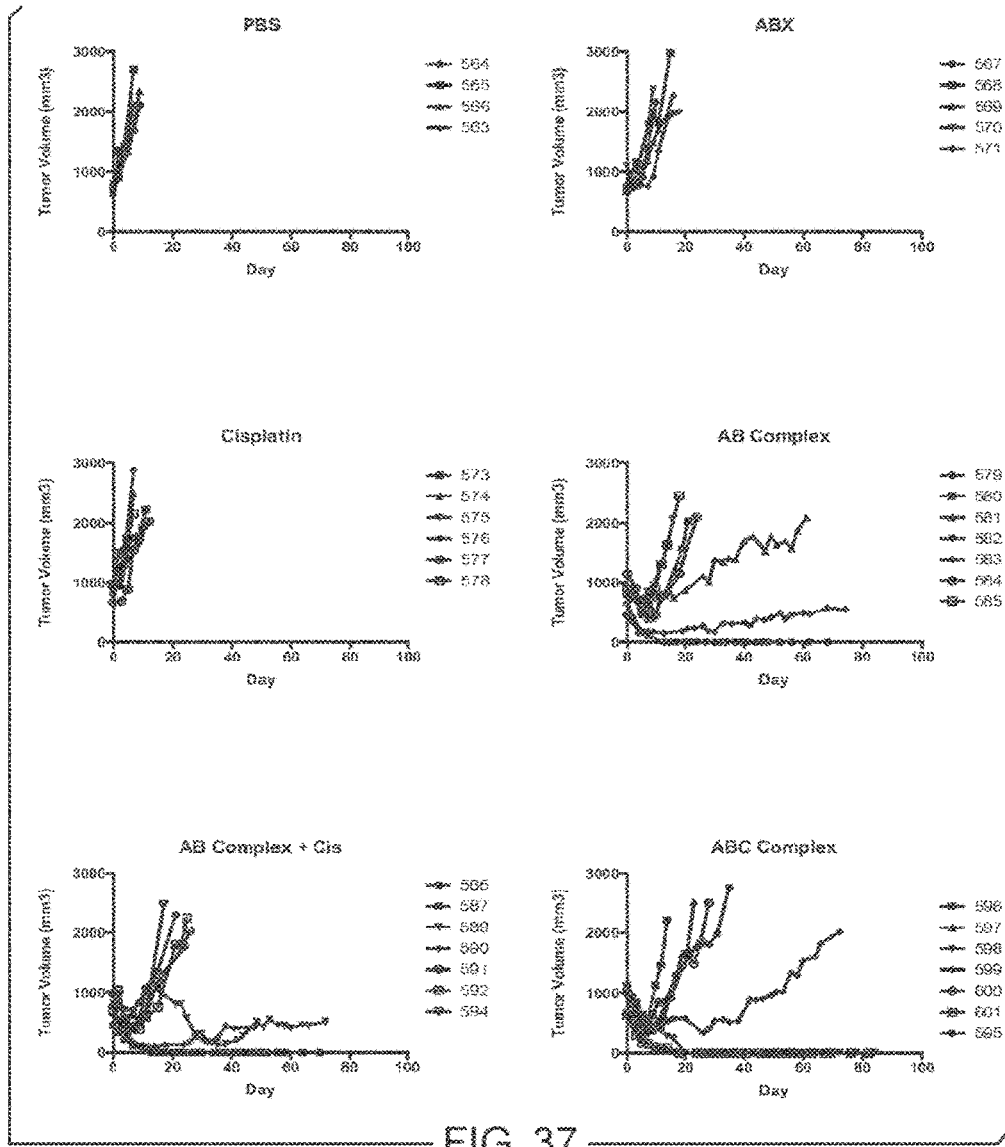 PBS
Tumor Volume (mm3)
3000
2000
1000
0
0 20 40 60 80 100
Day
564
565
566
563
ABX
Tumor Volume (mm3)
3000
2000
1000
0
0 20 40 60 80 100
Day
567
568
569
570
571
Cisplatin
Tumor Volume (mm3)
3000
2000
1000
0
0 20 40 60 80 100
Day
573
574
575
576
577
578
AB Complex
Tumor Volume (mm3)
3000
2000
1000
0
0 20 40 60 80 100
Day
579
580
581
582
583
584
585
AB Complex + Cis
Tumor Volume (mm3)
3000
2000
1000
0
0 20 40 60 80 100
Day
586
587
589
590
591
592
594
ABC Complex
Tumor Volume (mm3)
3000
2000
1000
0
0 20 40 60 80 100
Day
596
597
598
599
600
601
595
FIG. 37